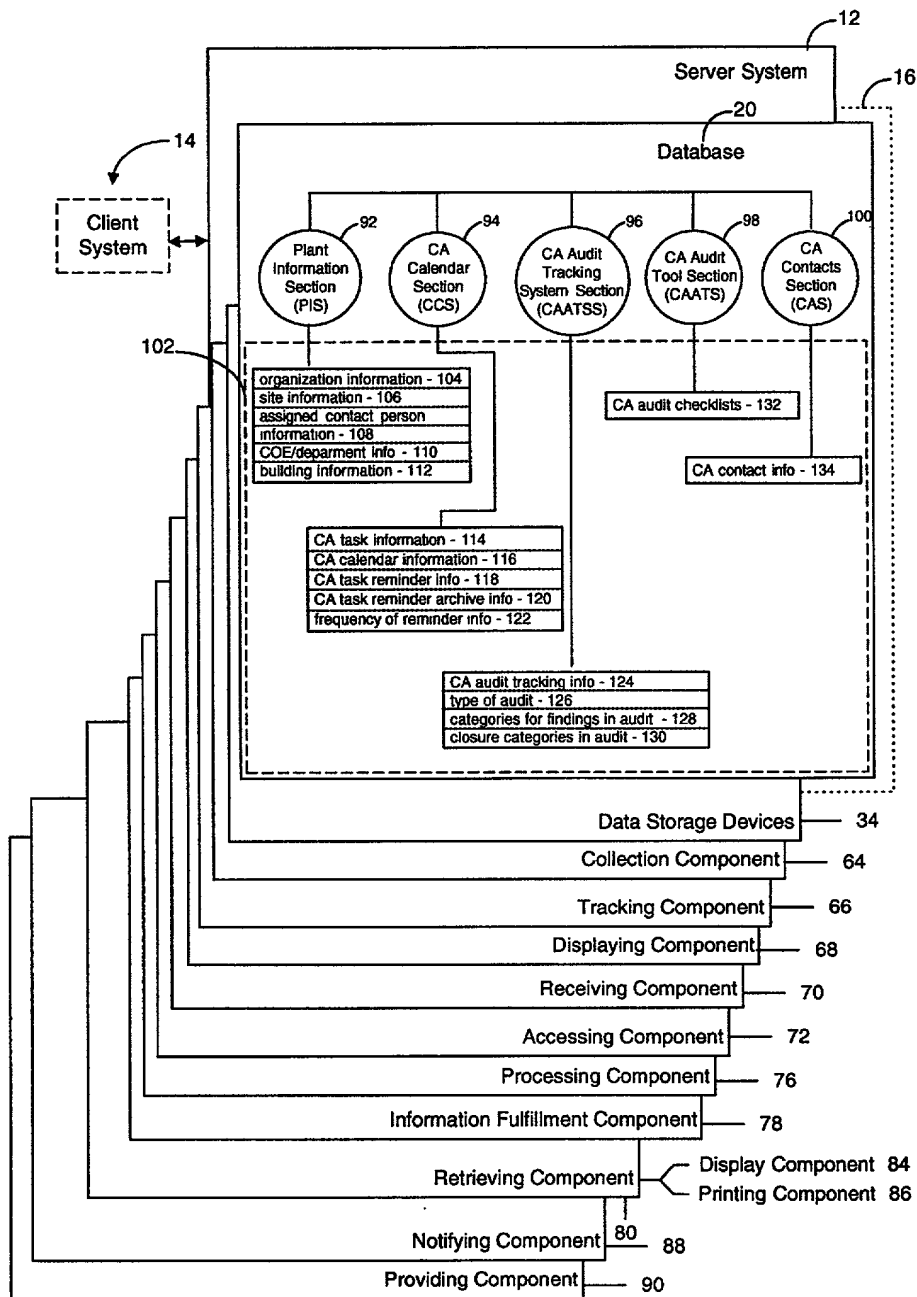 12
Server System
16
20
Database
14
Client
System
92
Plant
Information
Section
(PIS)
94
CA
Calendar
Section
(CCS)
96
CA Audit
Tracking
System Section
(CAATSS)
98
CA Audit
Tool Section
(CAATS)
100
CA
Contacts
Section
(CAS)
102
organization information - 104
site information - 106
assigned contact person
information - 108
COE/deparment info - 110
building information - 112
CA audit checklists - 132
CA contact info - 134
CA task information - 114
CA calendar information - 116
CA task reminder info - 118
CA task reminder archive info - 120
frequency of reminder info - 122
CA audit tracking info - 124
type of audit - 126
categories for findings in audit - 128
closure categories in audit - 130
Data Storage Devices 34
Collection Component 64
Tracking Component 66
Displaying Component 68
Receiving Component 70
Accessing Component 72
Processing Component 76
Information Fulfillment Component 78
Retrieving Component
Display Component 84
Printing Component 86
80
Notifying Component 88
Providing Component 90